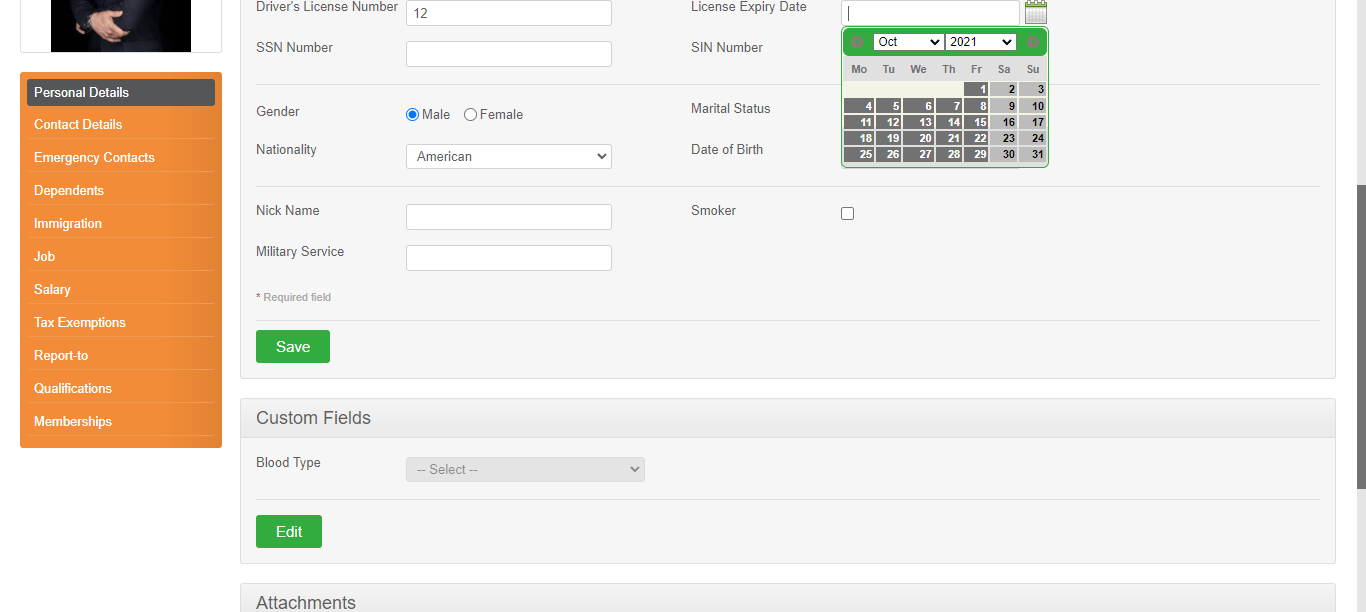 Driver's License Number 12 License Expiry Date
Oct 2021
SSN Number SIN Number
Mo Tu We Th Fr Sa Su
1 2 3
4 5 6 7 8 9 10
11 12 13 14 15 16 17
18 19 20 21 22 23 24
25 26 27 28 29 30 31
Personal Details
Contact Details
Emergency Contacts
Dependents
Immigration
Job
Salary
Tax Exemptions
Report-to
Qualifications
Memberships
Gender Male Female Marital Status
Nationality American Date of Birth
Nick Name Smoker
Military Service
* Required field
Save
Custom Fields
Blood Type -- Select --
Edit
Attachments